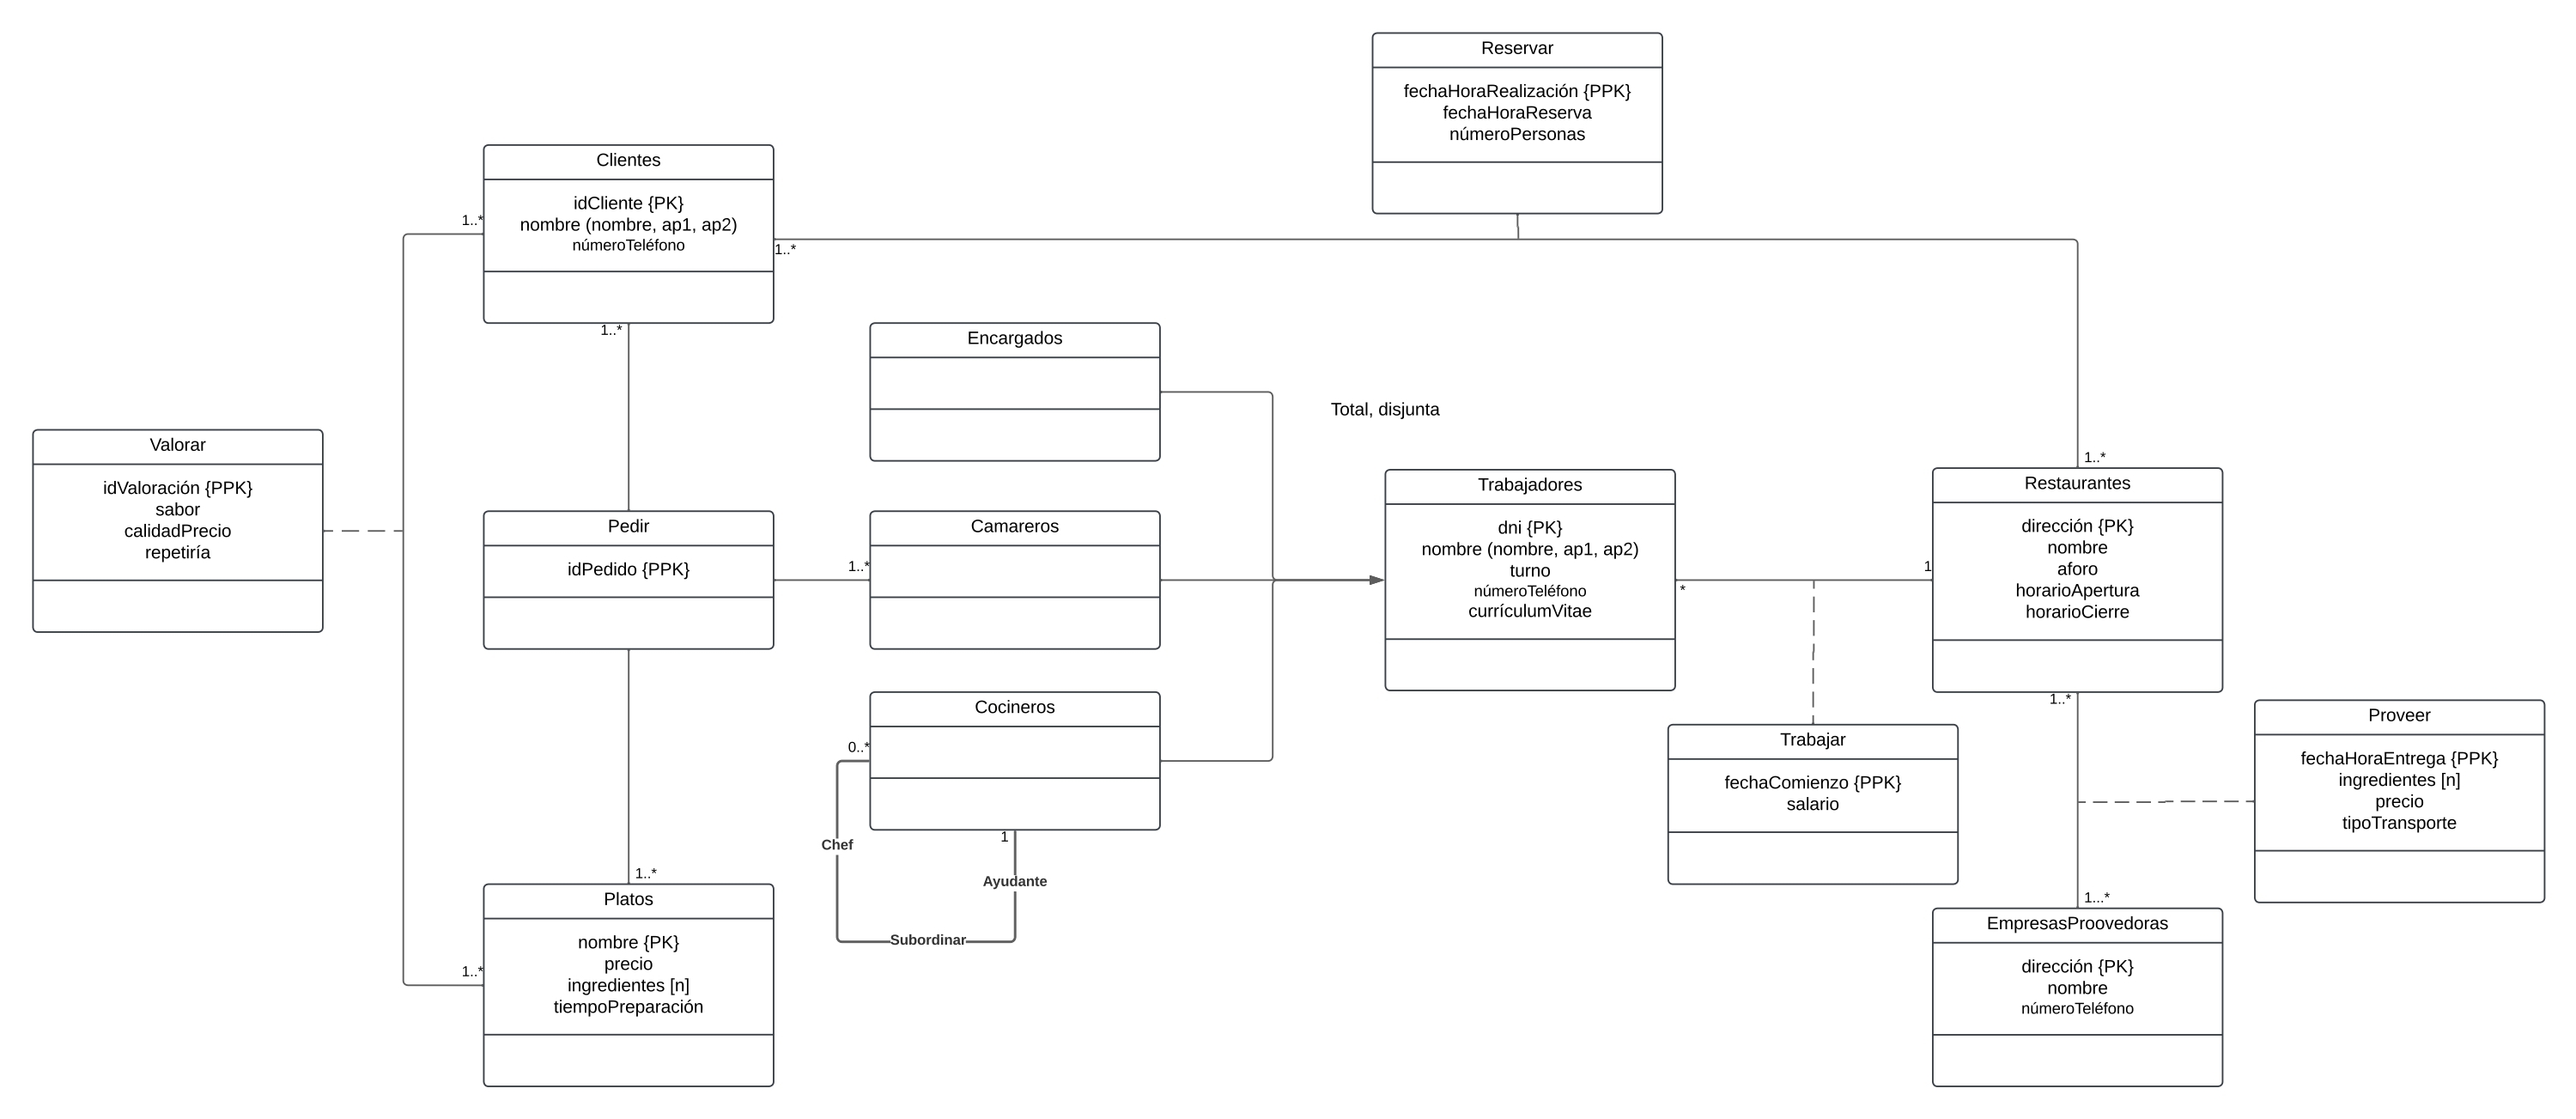 Reservar
fechaHoraRealización {PPK}
fechaHoraReserva
númeroPersonas
Clientes
idCliente {PK}
nombre (nombre, ap1, ap2)
númeroTeléfono
1..*
1..*
1..*
Encargados
Total, disjunta
Valorar
idValoración {PPK}
sabor
calidadPrecio
repetiría
Pedir
idPedido {PPK}
1..*
Camareros
Trabajadores
dni {PK}
nombre (nombre, ap1, ap2)
turno
númeroTeléfono
currículumVitae
*
1
1..*
Restaurantes
dirección {PK}
nombre
aforo
horarioApertura
horarioCierre
1..*
Cocineros
0..*
1
Chef
Ayudante
Subordinar
Trabajar
fechaComienzo {PPK}
salario
Proveer
fechaHoraEntrega {PPK}
ingredientes [n]
precio
tipoTransporte
1..*
1..*
Platos
nombre {PK}
precio
ingredientes [n]
tiempoPreparación
1...*
EmpresasProovedoras
dirección {PK}
nombre
númeroTeléfono